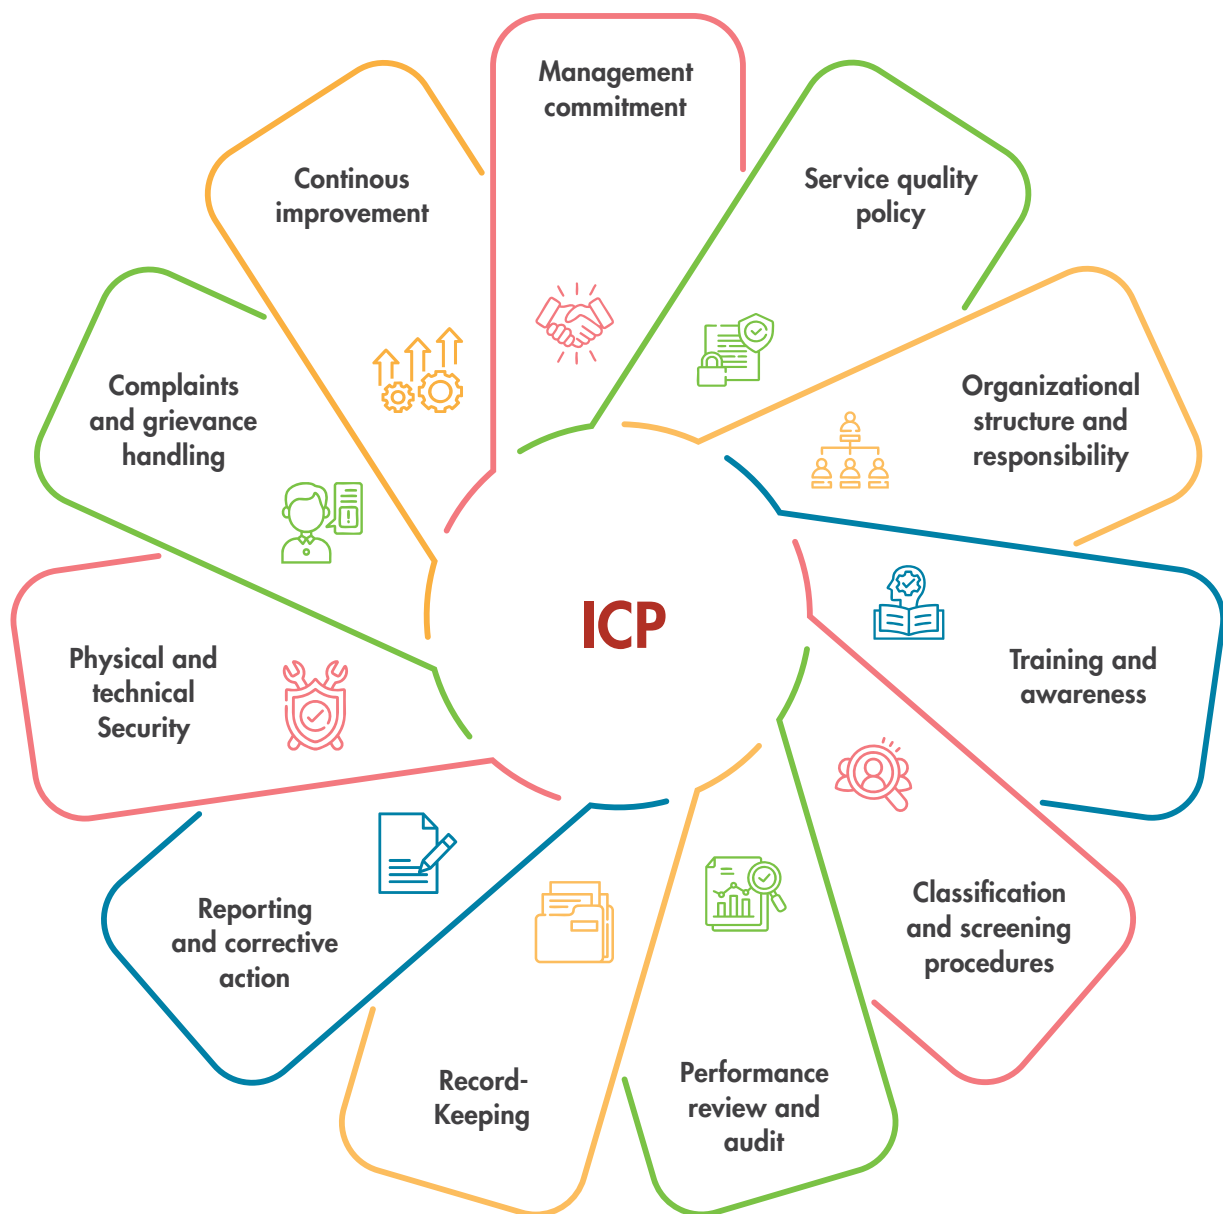 Management
commitment
Service quality
policy
Organizational
structure and
responsibility
Training and
awareness
Classification
and screening
procedures
Performance
review and
audit
Record-
Keeping
Reporting
and corrective
action
Physical and
technical
Security
Complaints
and grievance
handling
Continous
improvement
ICP